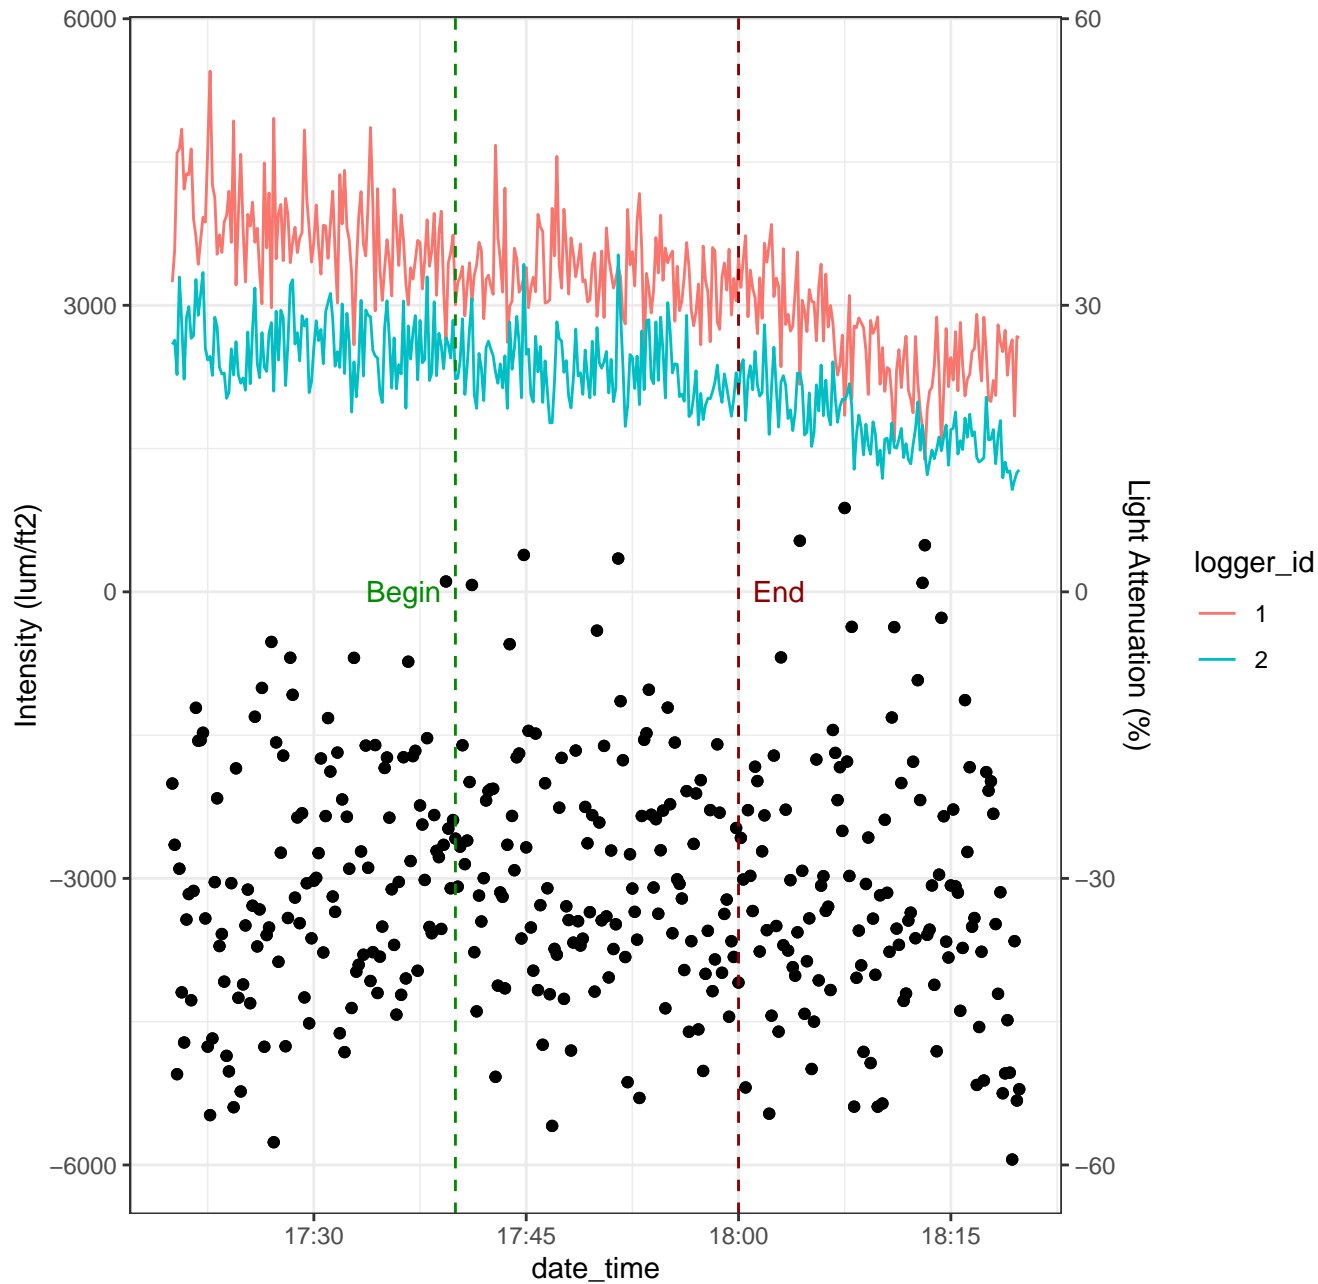 6000
3000
0
−3000
−6000
60
30
0
−30
−60
Intensity (lum/ft2)
Light Attenuation (%)
Begin
End
17:30
17:45
18:00
18:15
date_time
logger_id
1
2